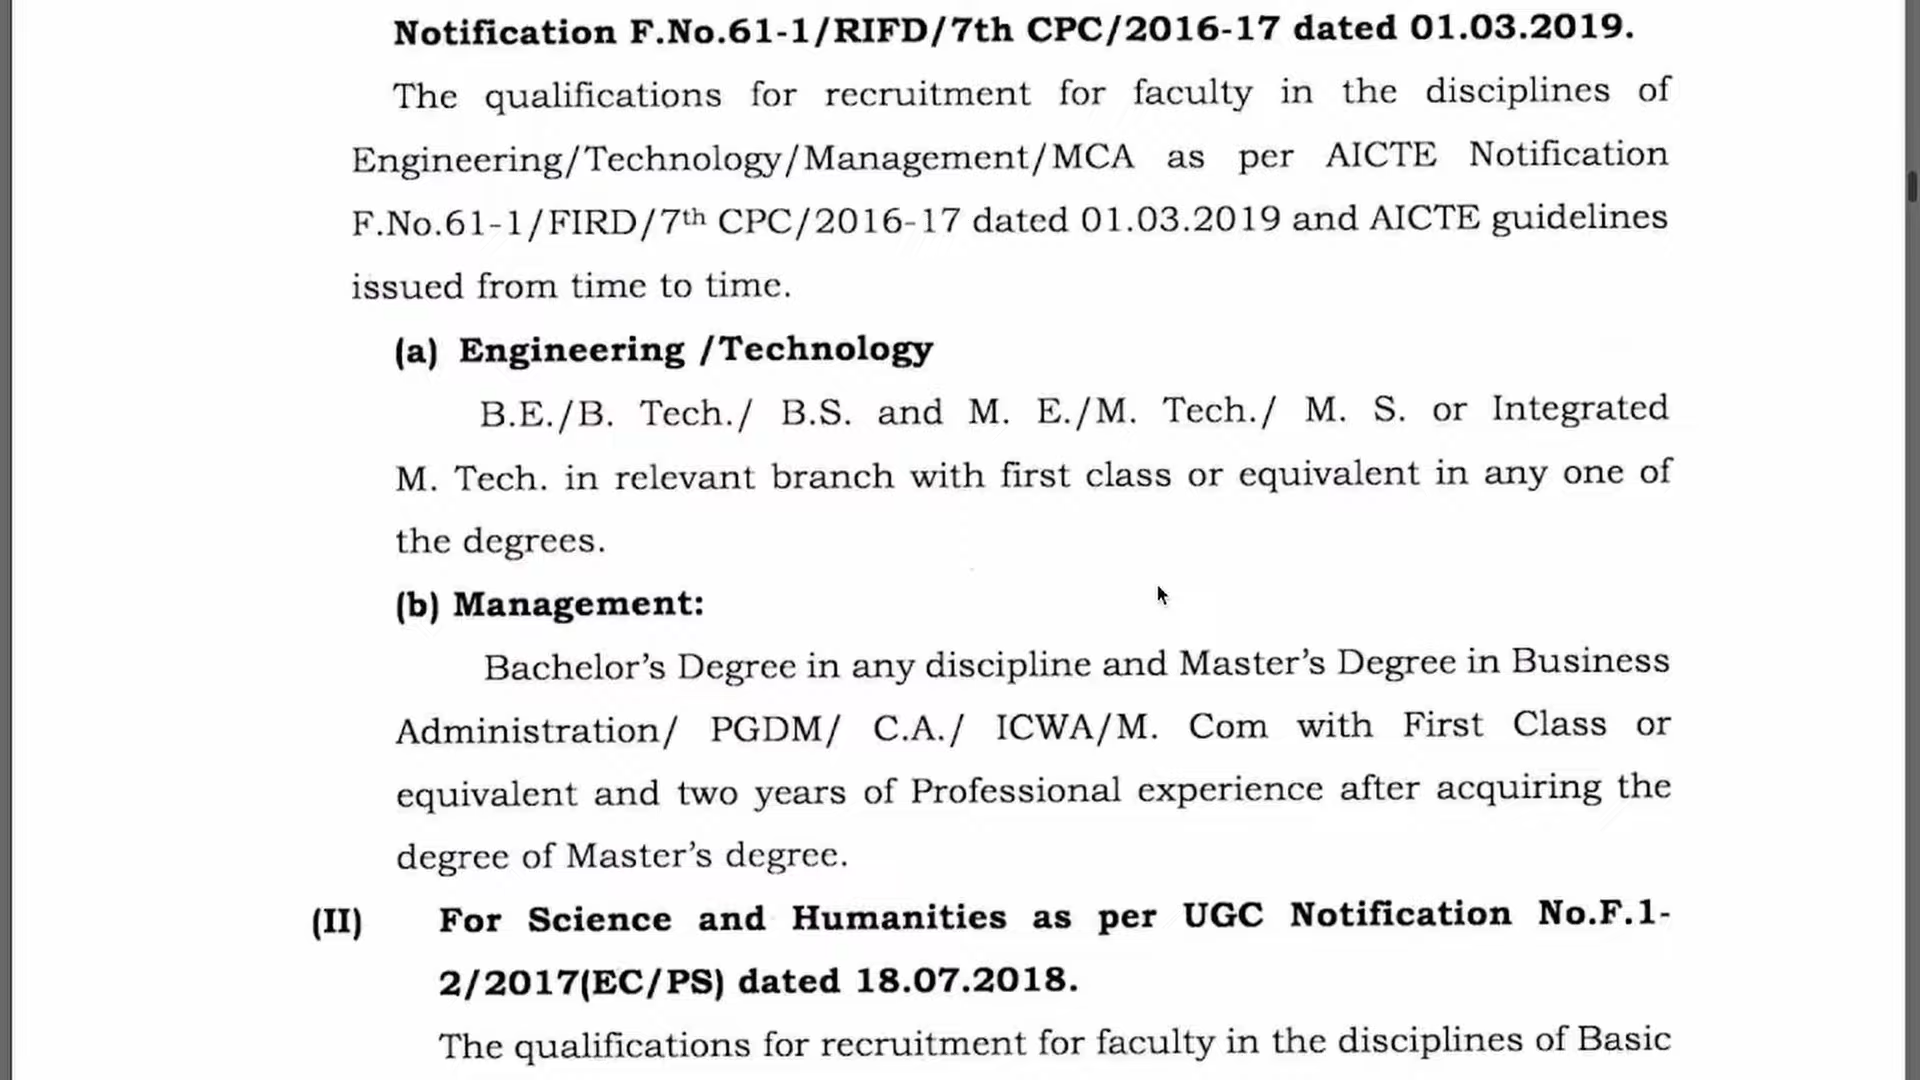 Notification F.No.61-1/RIFD/7th CPC/2016-17 dated 01.03.2019.
The qualifications for recruitment for faculty in the disciplines of
Engineering/Technology/Management/MCA as per AICTE Notification
F.No.61-1/FIRD/7th CPC/2016-17 dated 01.03.2019 and AICTE guidelines
issued from time to time.
(a) Engineering /Technology
B.E./B. Tech./ B.S. and M. E./M. Tech./ M. S. or Integrated
M. Tech. in relevant branch with first class or equivalent in any one of
the degrees.
(b) Management:
Bachelor's Degree in any discipline and Master's Degree in Business
Administration/ PGDM/ C.A./ ICWA/M. Com with First Class or
equivalent and two years of Professional experience after acquiring the
degree of Master's degree.
(II) For Science and Humanities as per UGC Notification No.F.1-
2/2017(EC/PS) dated 18.07.2018.
The qualifications for recruitment for faculty in the disciplines of Basic